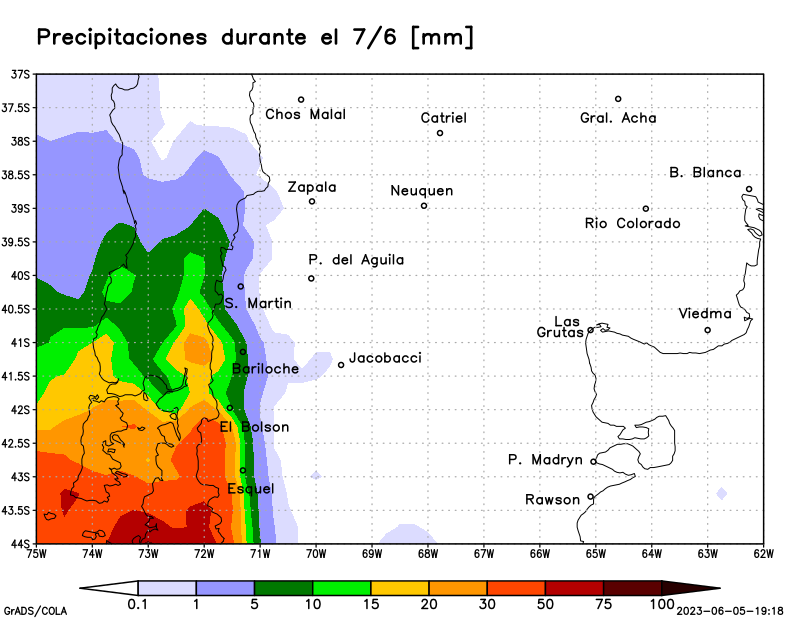 Precipitaciones durante el 7/6 [mm]
37S
37.5S
Chos Malal
Catriel
Gral. Acha
38S
38.5S
B. Blanca
Zapala
Neuquen
39S
Rio Colorado
39.5S
P. del Aguila
40S
S. Martin
40.5S
Viedma
Las
Grutas
41S
Bariloche
Jacobacci
41.5S
42S
El Bolson
42.5S
P. Madryn
43S
Esquel
Rawson
43.5S
44S
75W 74W 73W 72W 71W 70W 69W 68W 67W 66W 65W 64W 63W 62W
0.1 1 5 10 15 20 30 50 75 100
GrADS/COLA
2023-06-05-19:18